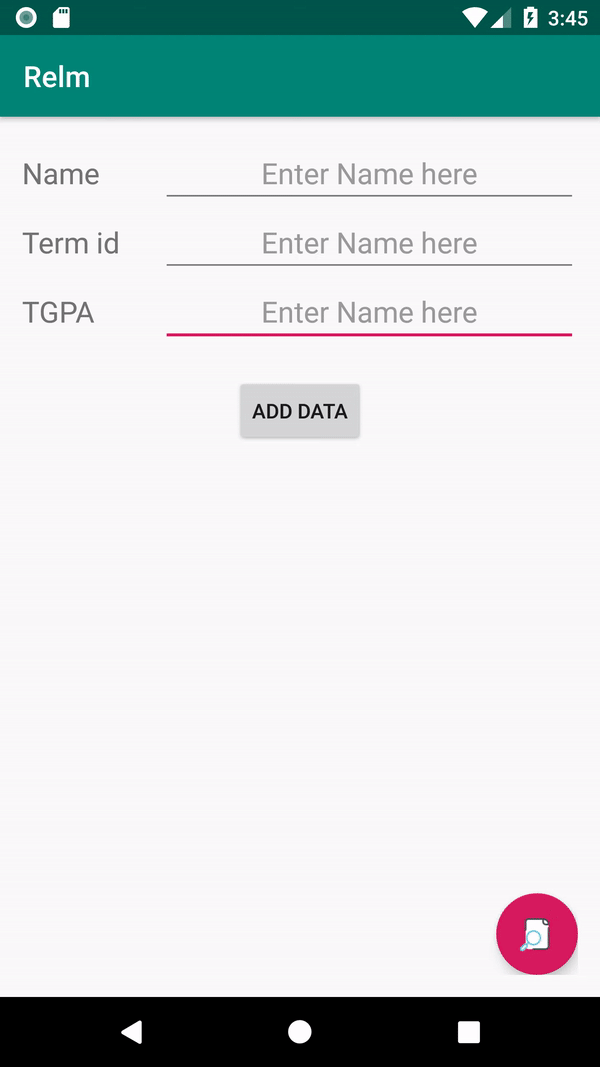 3:45
Relm
Name Enter Name here
Term id Enter Name here
TGPA Enter Name here
ADD DATA